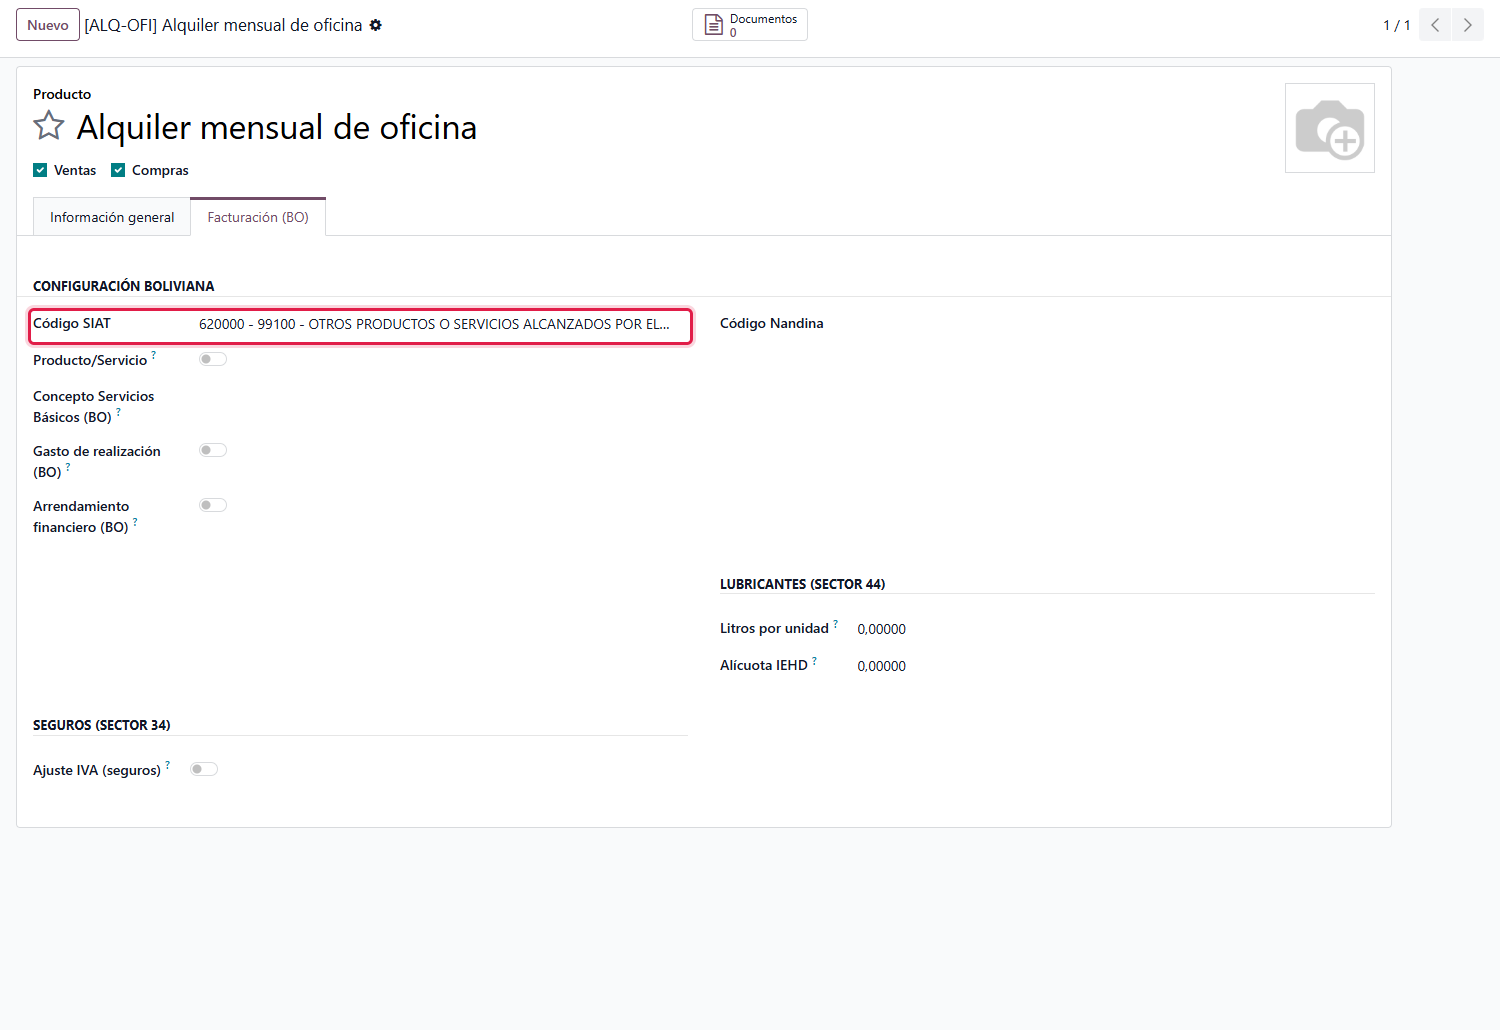 Nuevo
[ALQ-OFI] Alquiler mensual de oficina
Documentos
0
1 / 1
Producto
Alquiler mensual de oficina
Ventas
Compras
Información general
Facturación (BO)
CONFIGURACIÓN BOLIVIANA
Código SIAT
620000 - 99100 - OTROS PRODUCTOS O SERVICIOS ALCANZADOS POR EL...
Código Nandina
Producto/Servicio ?
Concepto Servicios
Básicos (BO) ?
Gasto de realización
(BO) ?
Arrendamiento
financiero (BO) ?
LUBRICANTES (SECTOR 44)
Litros por unidad ?
0,00000
Alícuota IEHD ?
0,00000
SEGUROS (SECTOR 34)
Ajuste IVA (seguros) ?